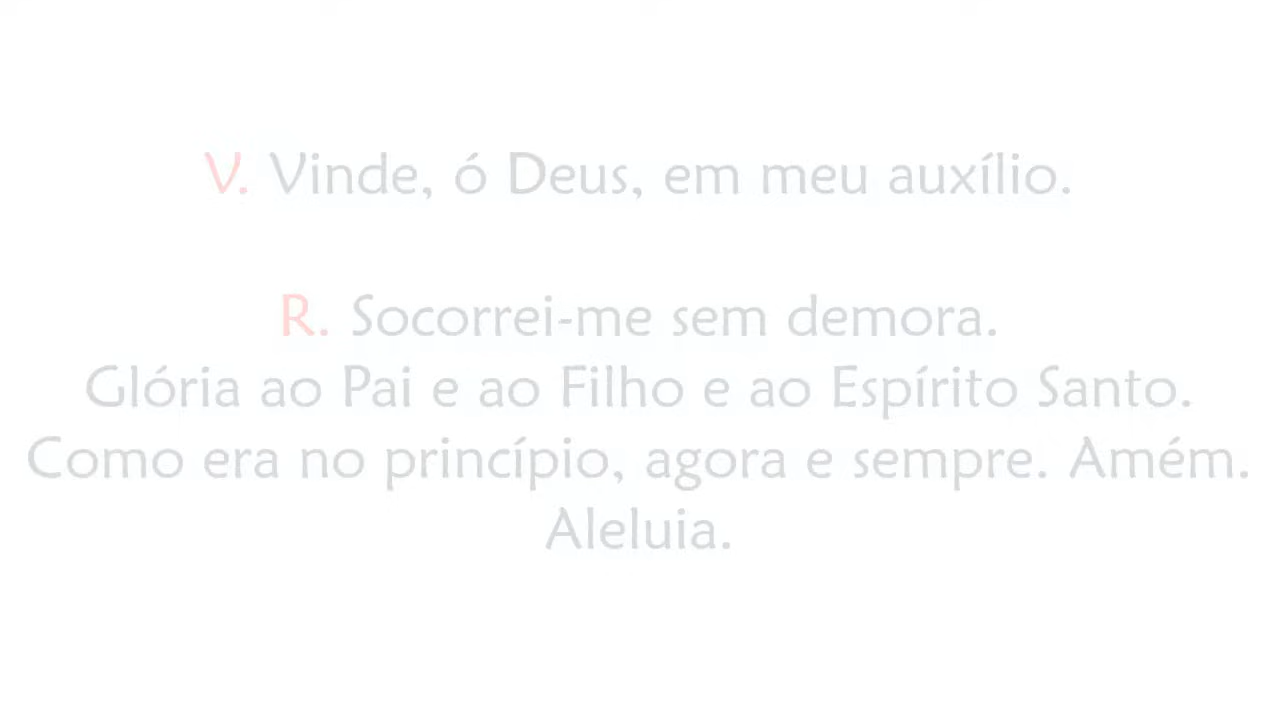 V. Vinde, ó Deus, em meu auxílio.
R. Socorrei-me sem demora.
Glória ao Pai e ao Filho e ao Espírito Santo.
Como era no princípio, agora e sempre. Amém.
Aleluia.